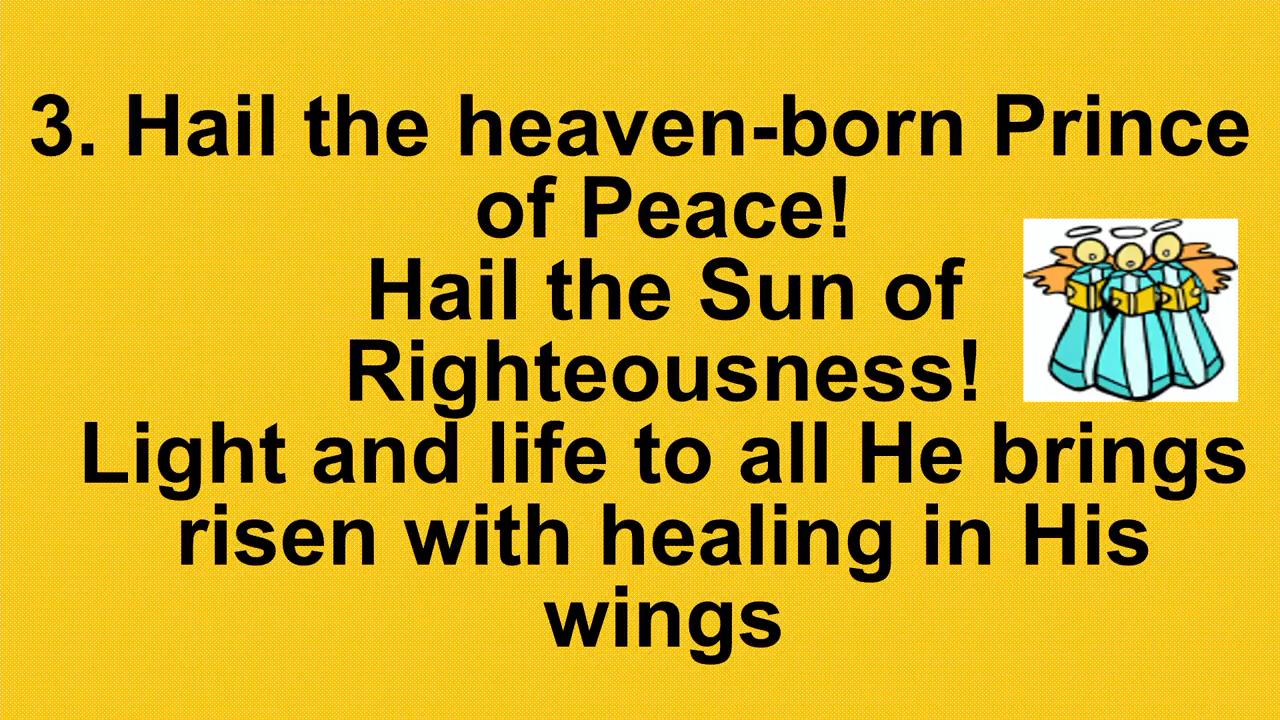 3. Hail the heaven-born Prince
of Peace!
Hail the Sun of
Righteousness!
Light and life to all He brings
risen with healing in His
wings